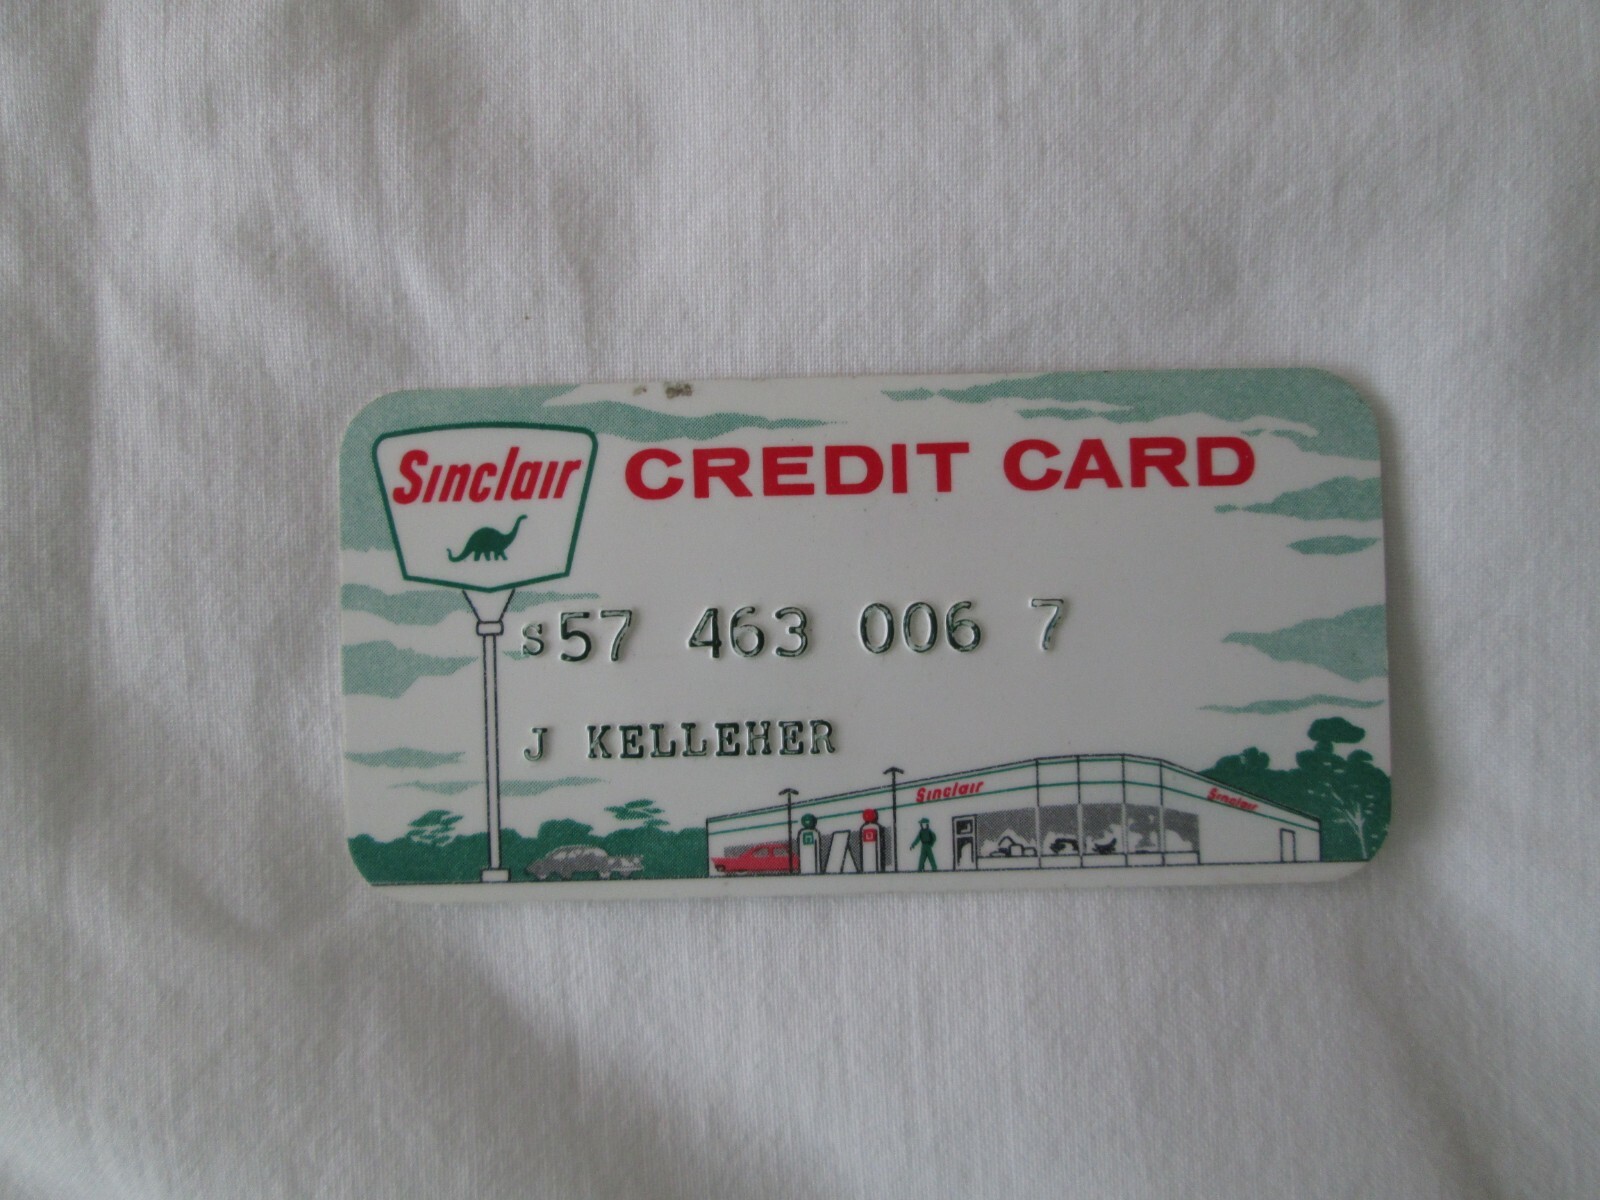 Sinclair
CREDIT CARD
S57 463 006 7
J KELLEHER
Sinclair
Sinclair